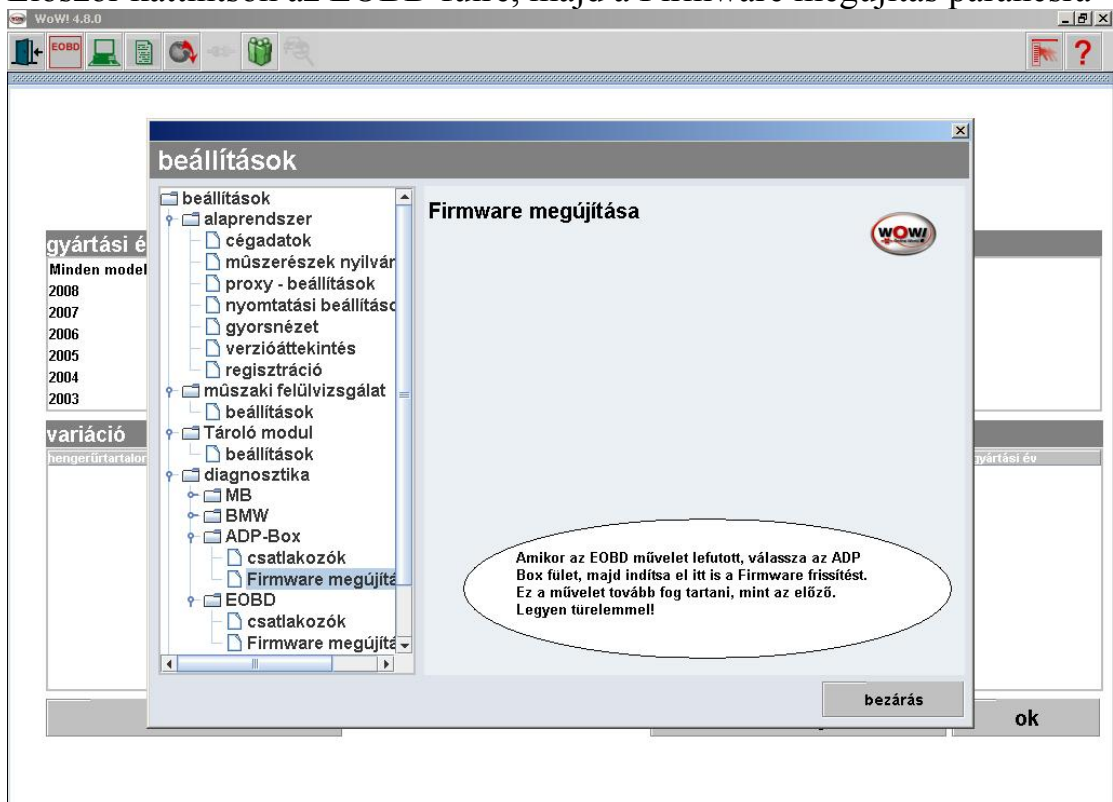 WoW! 4.8.0
EOBD
beállítások
beállítások
alaprendszer
cégadatok
mûszerészek nyilvár
proxy - beállítások
nyomtatási beállításc
gyorsnézet
verzióáttekintés
regisztráció
mûszaki felülvizsgálat
beállítások
Tároló modul
beállítások
diagnosztika
MB
BMW
ADP-Box
csatlakozók
Firmware megújítá
EOBD
csatlakozók
Firmware megújítá
Firmware megújítása
WOW!
Amikor az EOBD művelet lefutott, válassza az ADP
Box fület, majd indítsa el itt is a Firmware frissítést.
Ez a művelet tovább fog tartani, mint az előző.
Legyen türelemmel!
bezárás
gyártási é
Minden model
2008
2007
2006
2005
2004
2003
variáció
hengerűrtartalor
gyártási év
ok